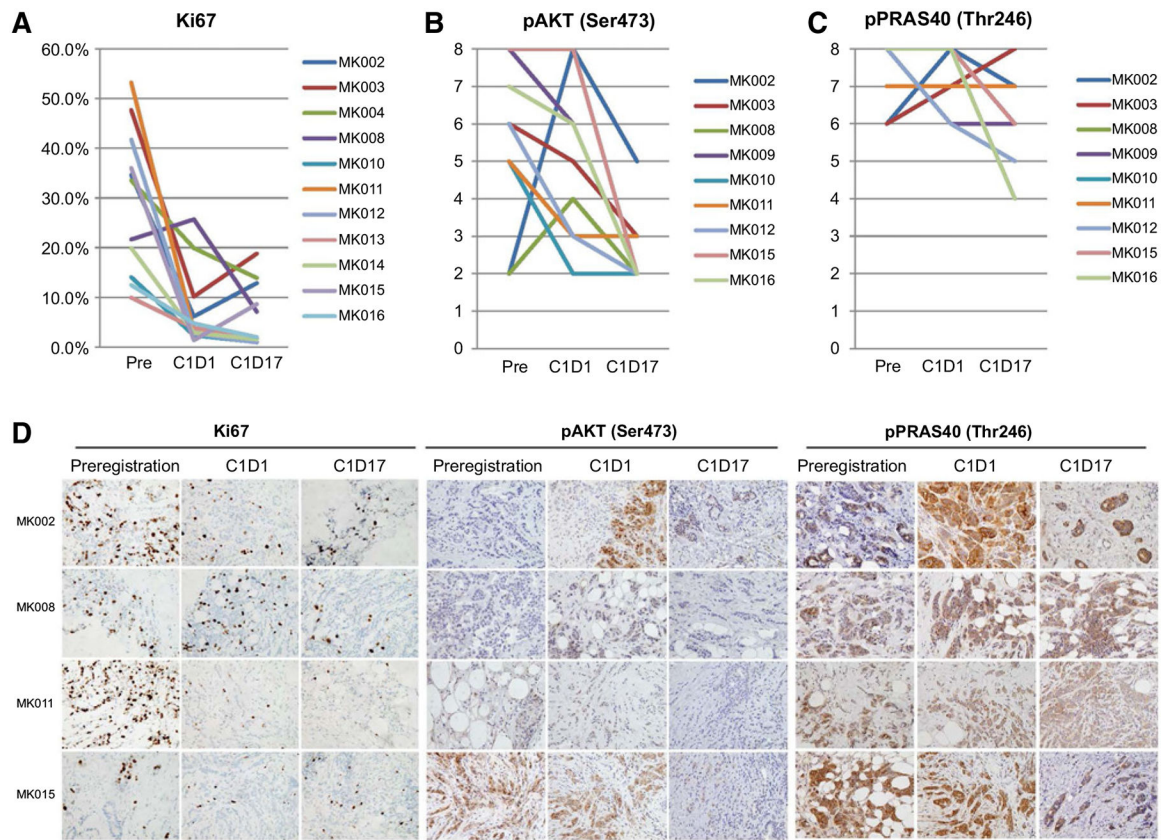 A
Ki67
60.0%
50.0%
40.0%
30.0%
20.0%
10.0%
0.0%
Pre C1D1 C1D17
MK002
MK003
MK004
MK008
MK010
MK011
MK012
MK013
MK014
MK015
MK016
B
pAKT (Ser473)
8
7
6
5
4
3
2
1
0
Pre C1D1 C1D17
MK002
MK003
MK008
MK009
MK010
MK011
MK012
MK015
MK016
C
pPRAS40 (Thr246)
8
7
6
5
4
3
2
1
0
Pre C1D1 C1D17
MK002
MK003
MK008
MK009
MK010
MK011
MK012
MK015
MK016
D
Ki67 pAKT (Ser473) pPRAS40 (Thr246)
Preregistration C1D1 C1D17 Preregistration C1D1 C1D17 Preregistration C1D1 C1D17
MK002
MK008
MK011
MK015